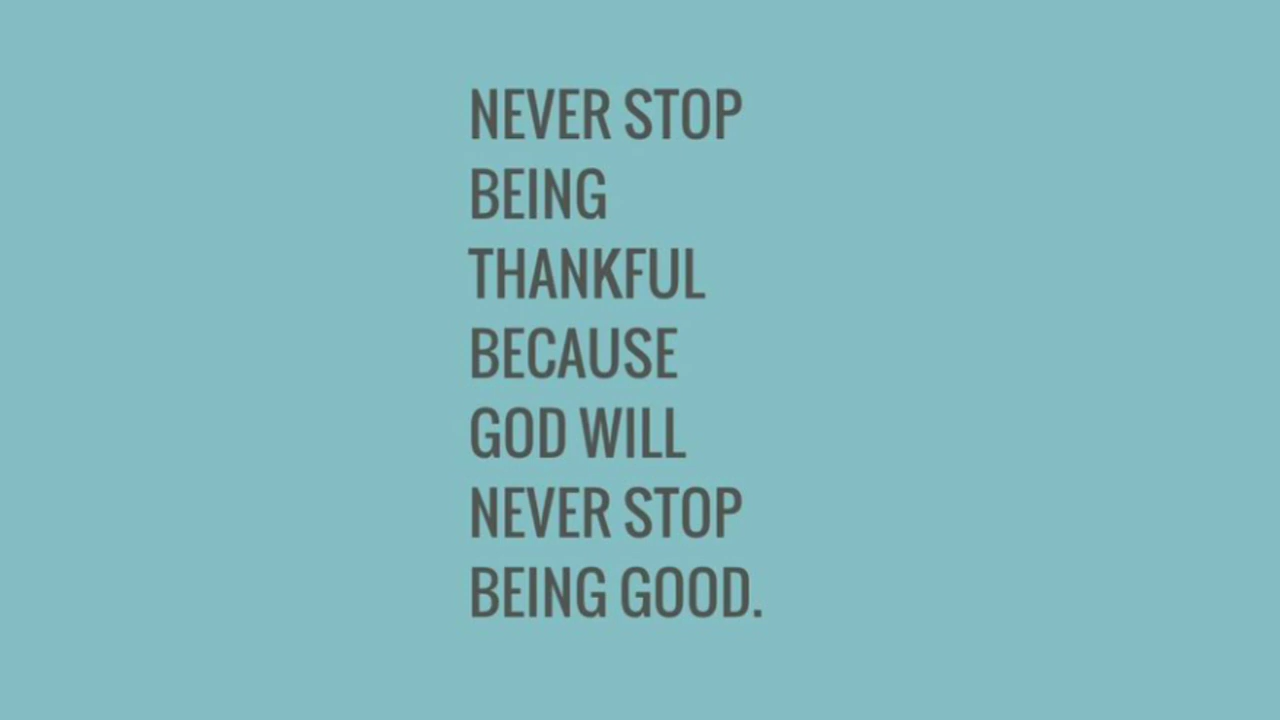 NEVER STOP
BEING
THANKFUL
BECAUSE
GOD WILL
NEVER STOP
BEING GOOD.